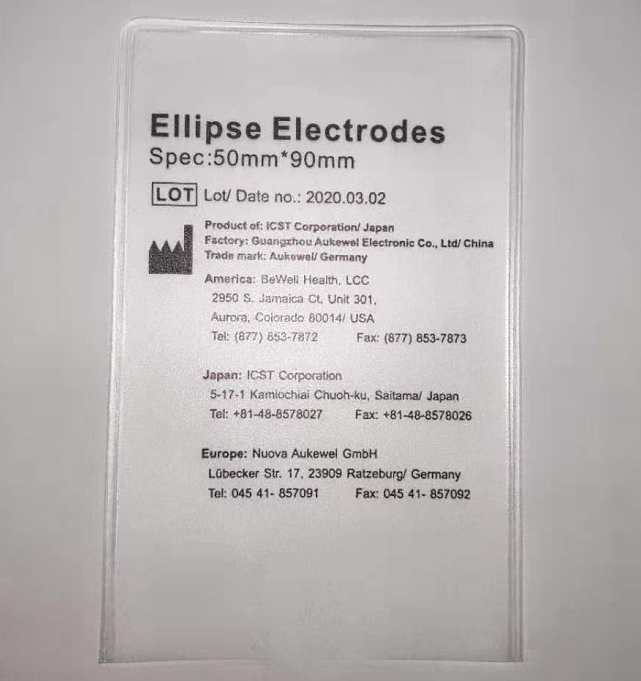 Ellipse Electrodes
Spec:50mm*90mm
LOT Lot/ Date no.: 2020.03.02
Product of: ICST Corporation/ Japan
Factory: Guangzhou Aukewel Electronic Co., Ltd/ China
Trade mark: Aukewel/ Germany
America: BeWell Health, LCC
2950 S. Jamaica Ct, Unit 301,
Aurora, Colorado 80014/ USA
Tel: (877) 853-7872 Fax: (877) 853-7873
Japan: ICST Corporation
5-17-1 Kamiochiai Chuoh-ku, Saitama/ Japan
Tel: +81-48-8578027 Fax: +81-48-8578026
Europe: Nuova Aukewel GmbH
Lübecker Str. 17, 23909 Ratzeburg/ Germany
Tel: 045 41- 857091 Fax: 045 41- 857092